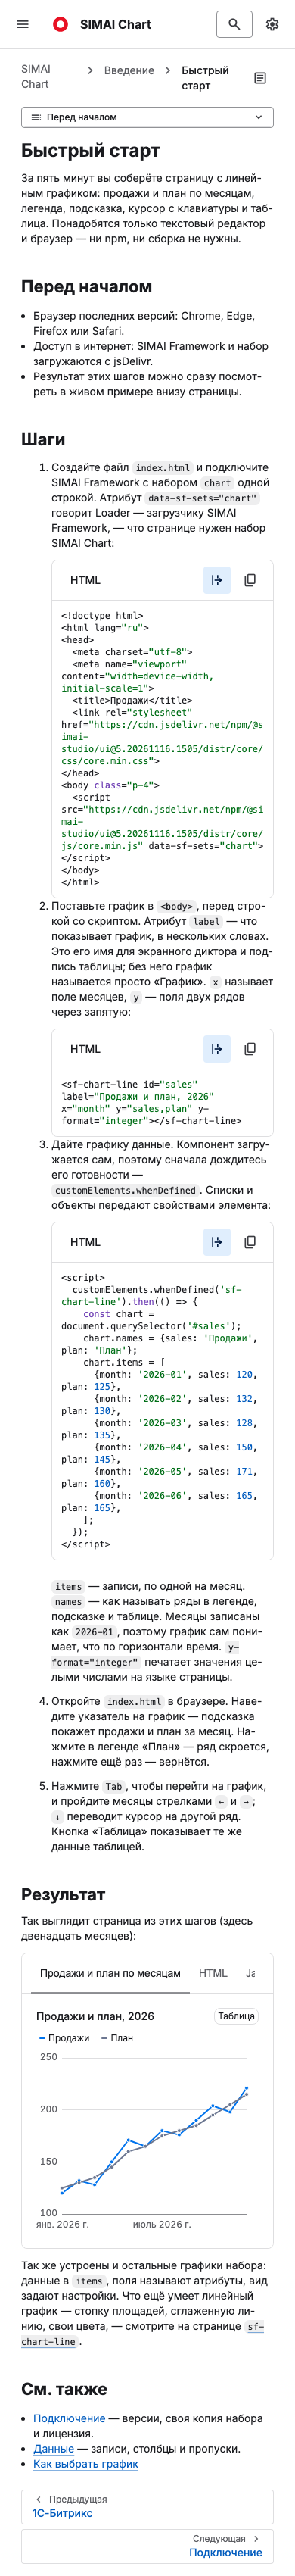 SIMAI Chart
SIMAI
Chart
Введение
Быстрый
старт
Перед началом
Быстрый старт
За пять минут вы соберёте страницу с линей-
ным графиком: продажи и план по месяцам,
легенда, подсказка, курсор с клавиатуры и таб-
лица. Понадобятся только текстовый редактор
и браузер — ни npm, ни сборка не нужны.
Перед началом
• Браузер последних версий: Chrome, Edge,
Firefox или Safari.
• Доступ в интернет: SIMAI Framework и набор
загружаются с jsDelivr.
• Результат этих шагов можно сразу посмот-
реть в живом примере внизу страницы.
Шаги
1. Создайте файл index.html и подключите
SIMAI Framework с набором chart одной
строкой. Атрибут data-sf-sets="chart"
говорит Loader — загрузчику SIMAI
Framework, — что странице нужен набор
SIMAI Chart:
HTML
<!doctype html>
<html lang="ru">
<head>
<meta charset="utf-8">
<meta name="viewport"
content="width=device-width,
initial-scale=1">
<title>Продажи</title>
<link rel="stylesheet"
href="https://cdn.jsdelivr.net/npm/@s
imai-
studio/ui@5.20261116.1505/distr/core/
css/core.min.css">
</head>
<body class="p-4">
<script
src="https://cdn.jsdelivr.net/npm/@si
mai-
studio/ui@5.20261116.1505/distr/core/
js/core.min.js" data-sf-sets="chart">
</script>
</body>
</html>
2. Поставьте график в <body>, перед стро-
кой со скриптом. Атрибут label — что
показывает график, в нескольких словах.
Это его имя для экранного диктора и под-
пись таблицы; без него график
называется просто «График». x называет
поле месяцев, y — поля двух рядов
через запятую:
HTML
<sf-chart-line id="sales"
label="Продажи и план, 2026"
x="month" y="sales,plan" y-
format="integer"></sf-chart-line>
3. Дайте графику данные. Компонент загру-
жается сам, поэтому сначала дождитесь
его готовности —
customElements.whenDefined. Списки и
объекты передают свойствами элемента:
HTML
<script>
customElements.whenDefined('sf-
chart-line').then(() => {
const chart =
document.querySelector('#sales');
chart.names = {sales: 'Продажи',
plan: 'План'};
chart.items = [
{month: '2026-01', sales: 120,
plan: 125},
{month: '2026-02', sales: 132,
plan: 130},
{month: '2026-03', sales: 128,
plan: 135},
{month: '2026-04', sales: 150,
plan: 145},
{month: '2026-05', sales: 171,
plan: 160},
{month: '2026-06', sales: 165,
plan: 165},
];
});
</script>
items — записи, по одной на месяц.
names — как называть ряды в легенде,
подсказке и таблице. Месяцы записаны
как 2026-01, поэтому график сам пони-
мает, что по горизонтали время. y-
format="integer" печатает значения це-
лыми числами на языке страницы.
4. Откройте index.html в браузере. Наве-
дите указатель на график — подсказка
покажет продажи и план за месяц. На-
жмите в легенде «План» — ряд скроется,
нажмите ещё раз — вернётся.
5. Нажмите Tab, чтобы перейти на график,
и пройдите месяцы стрелками ← и →;
↓ переводит курсор на другой ряд.
Кнопка «Таблица» показывает те же
данные таблицей.
Результат
Так выглядит страница из этих шагов (здесь
двенадцать месяцев):
Продажи и план по месяцам HTML Ja
Продажи и план, 2026
Таблица
Продажи План
250
200
150
100
янв. 2026 г. июль 2026 г.
Так же устроены и остальные графики набора:
данные в items, поля называют атрибуты, вид
задают настройки. Что ещё умеет линейный
график — стопку площадей, сглаженную ли-
нию, свои цвета, — смотрите на странице sf-
chart-line.
См. также
• Подключение — версии, своя копия набора
и лицензия.
• Данные — записи, столбцы и пропуски.
• Как выбрать график
Предыдущая
1С-Битрикс
Следующая
Подключение